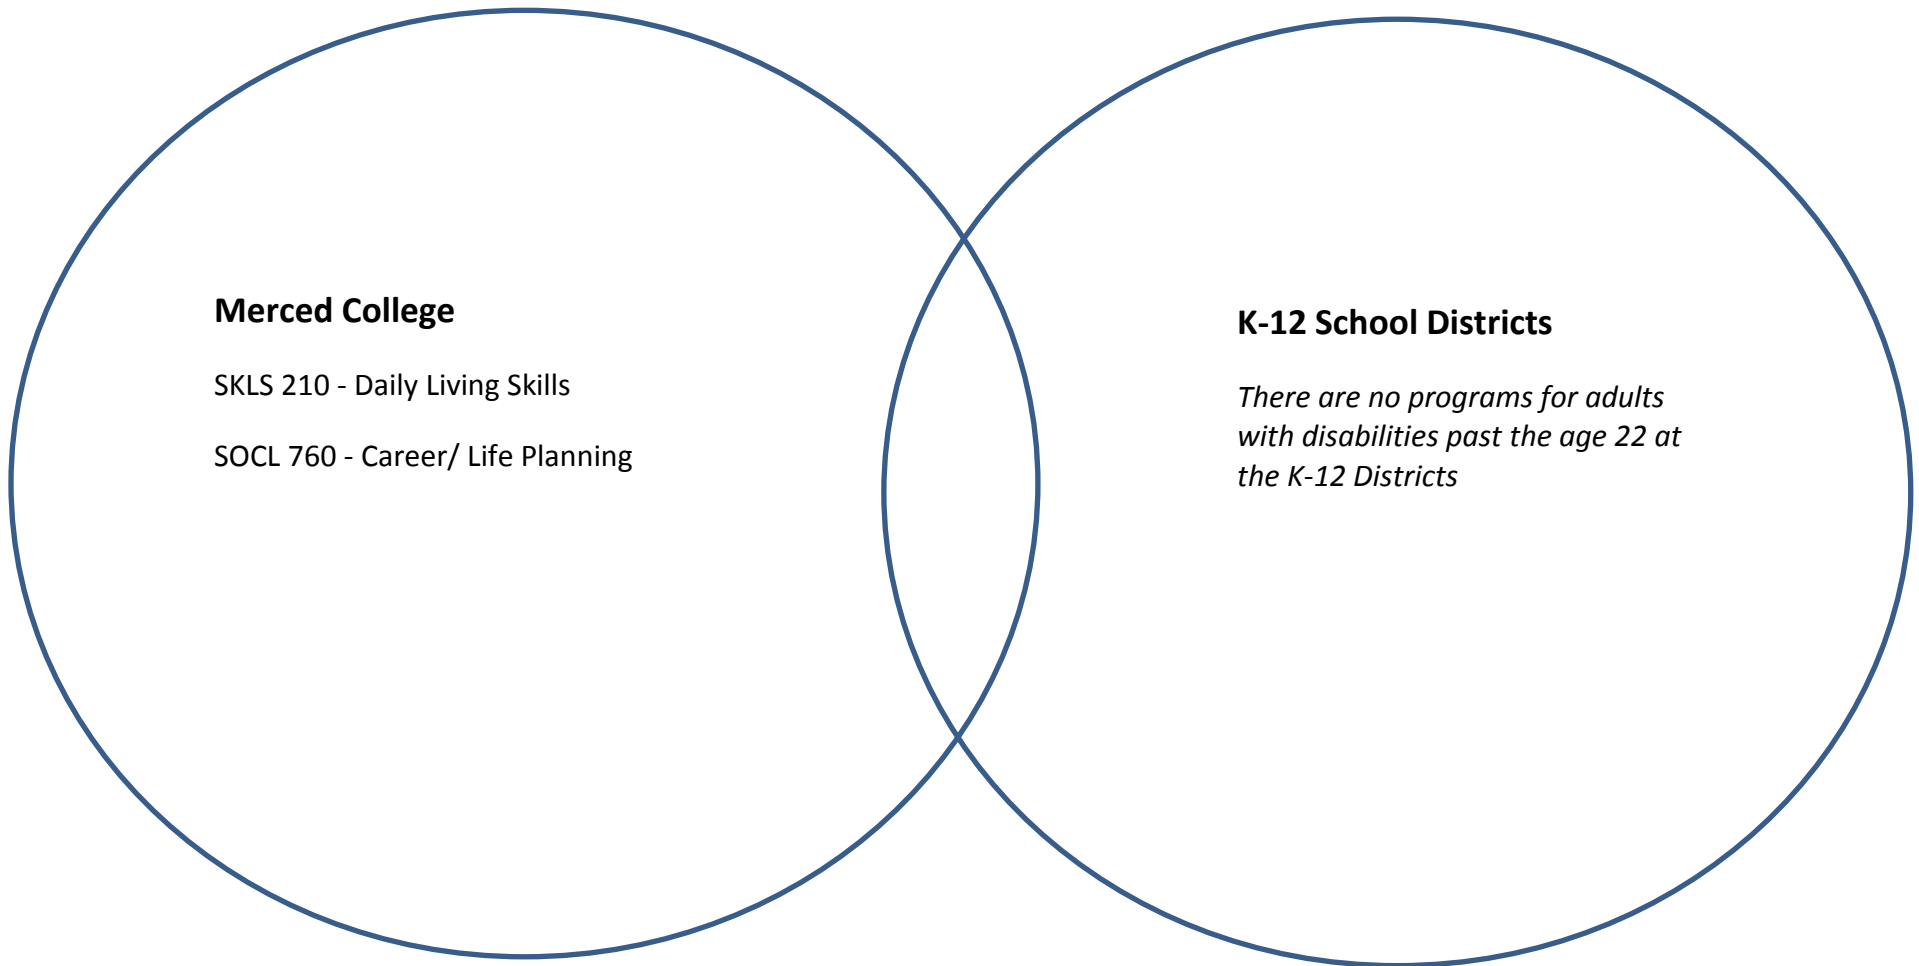 Merced College
SKLS 210 - Daily Living Skills
SOCL 760 - Career/ Life Planning
K-12 School Districts
There are no programs for adults
with disabilities past the age 22 at
the K-12 Districts